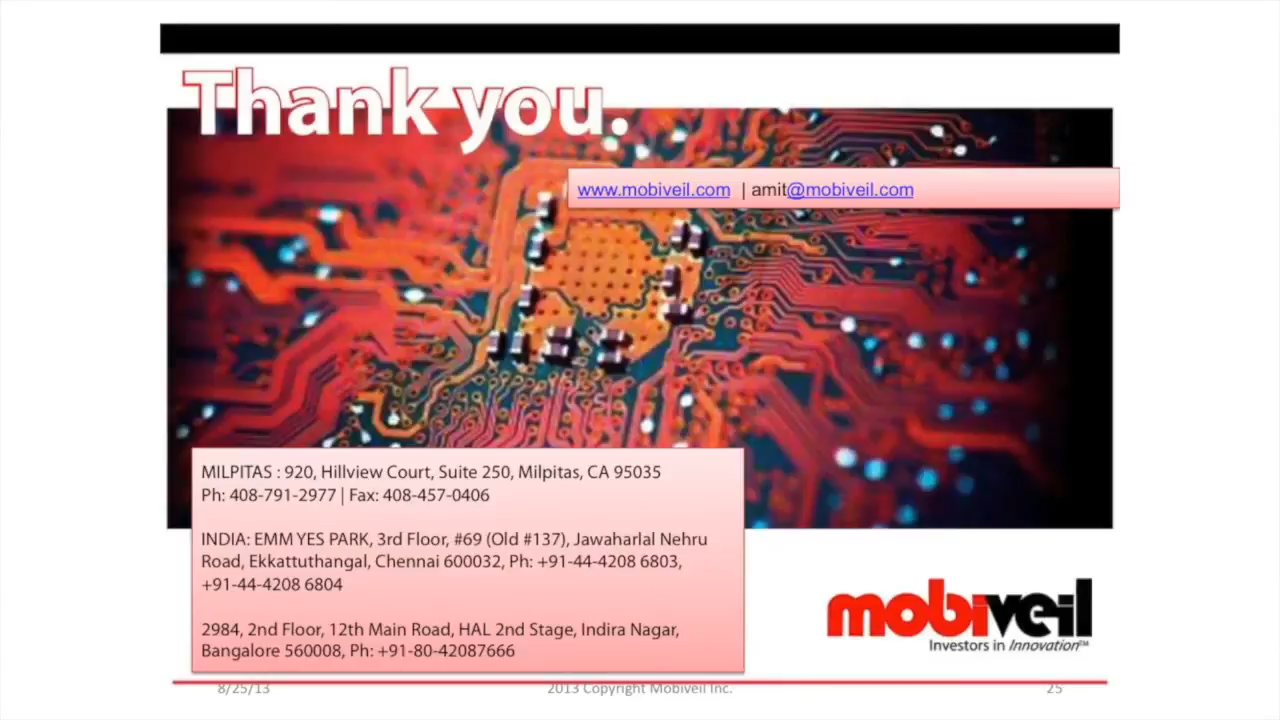 Thank you.
www.mobiveil.com | amit@mobiveil.com
MILPITAS : 920, Hillview Court, Suite 250, Milpitas, CA 95035
Ph: 408-791-2977 | Fax: 408-457-0406
INDIA: EMM YES PARK, 3rd Floor, #69 (Old #137), Jawaharlal Nehru
Road, Ekkattuthangal, Chennai 600032, Ph: +91-44-4208 6803,
+91-44-4208 6804
2984, 2nd Floor, 12th Main Road, HAL 2nd Stage, Indira Nagar,
Bangalore 560008, Ph: +91-80-42087666
mobiveil
Investors in Innovation™
8/25/13 2013 Copyright Mobiveil Inc. 25